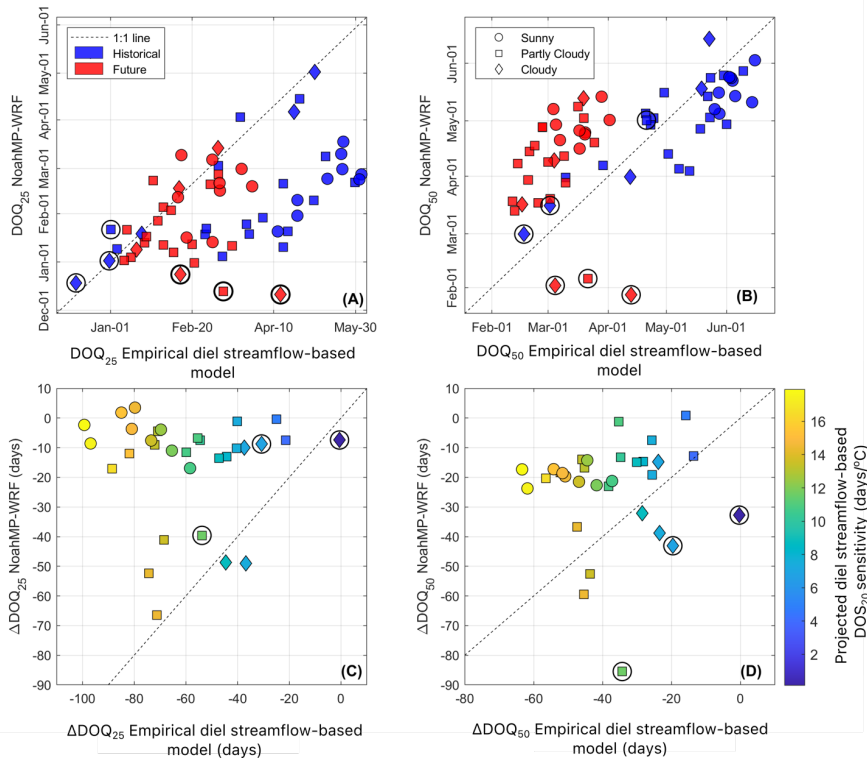 1:1 line
Historical
Future
(A)
DOQ25 NoahMP-WRF
Jun-01
May-01
Apr-01
Mar-01
Feb-01
Jan-01
Dec-01
Jan-01 Feb-20 Apr-10 May-30
DOQ25 Empirical diel streamflow-based
model
Sunny
Partly Cloudy
Cloudy
(B)
DOQ50 NoahMP-WRF
Jun-01
May-01
Apr-01
Mar-01
Feb-01
Feb-01 Mar-01 Apr-01 May-01 Jun-01
DOQ50 Empirical diel streamflow-based
model
(C)
ΔDOQ25 NoahMP-WRF (days)
10
0
-10
-20
-30
-40
-50
-60
-70
-80
-90
-100 -80 -60 -40 -20 0
ΔDOQ25 Empirical diel streamflow-based
model (days)
(D)
ΔDOQ50 NoahMP-WRF (days)
10
0
-10
-20
-30
-40
-50
-60
-70
-80
-90
-80 -60 -40 -20 0
ΔDOQ50 Empirical diel streamflow-based
model (days)
16
14
12
10
8
6
4
2
Projected diel streamflow-based
DOS20 sensitivity (days/°C)